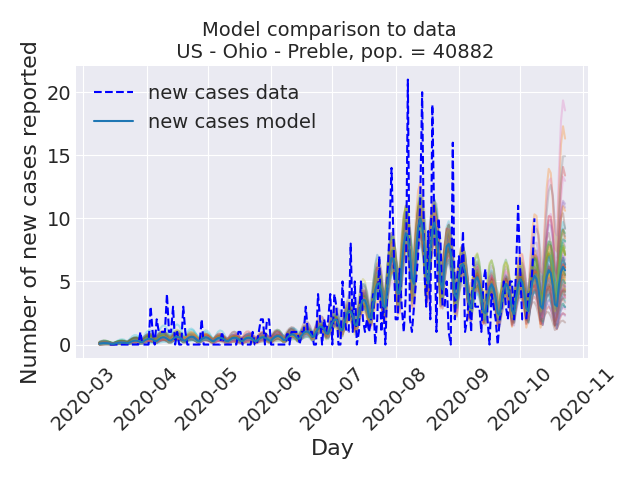 Model comparison to data
US - Ohio - Preble, pop. = 40882
Number of new cases reported
20
15
10
5
0
new cases data
new cases model
2020-03
2020-04
2020-05
2020-06
2020-07
2020-08
2020-09
2020-10
2020-11
Day